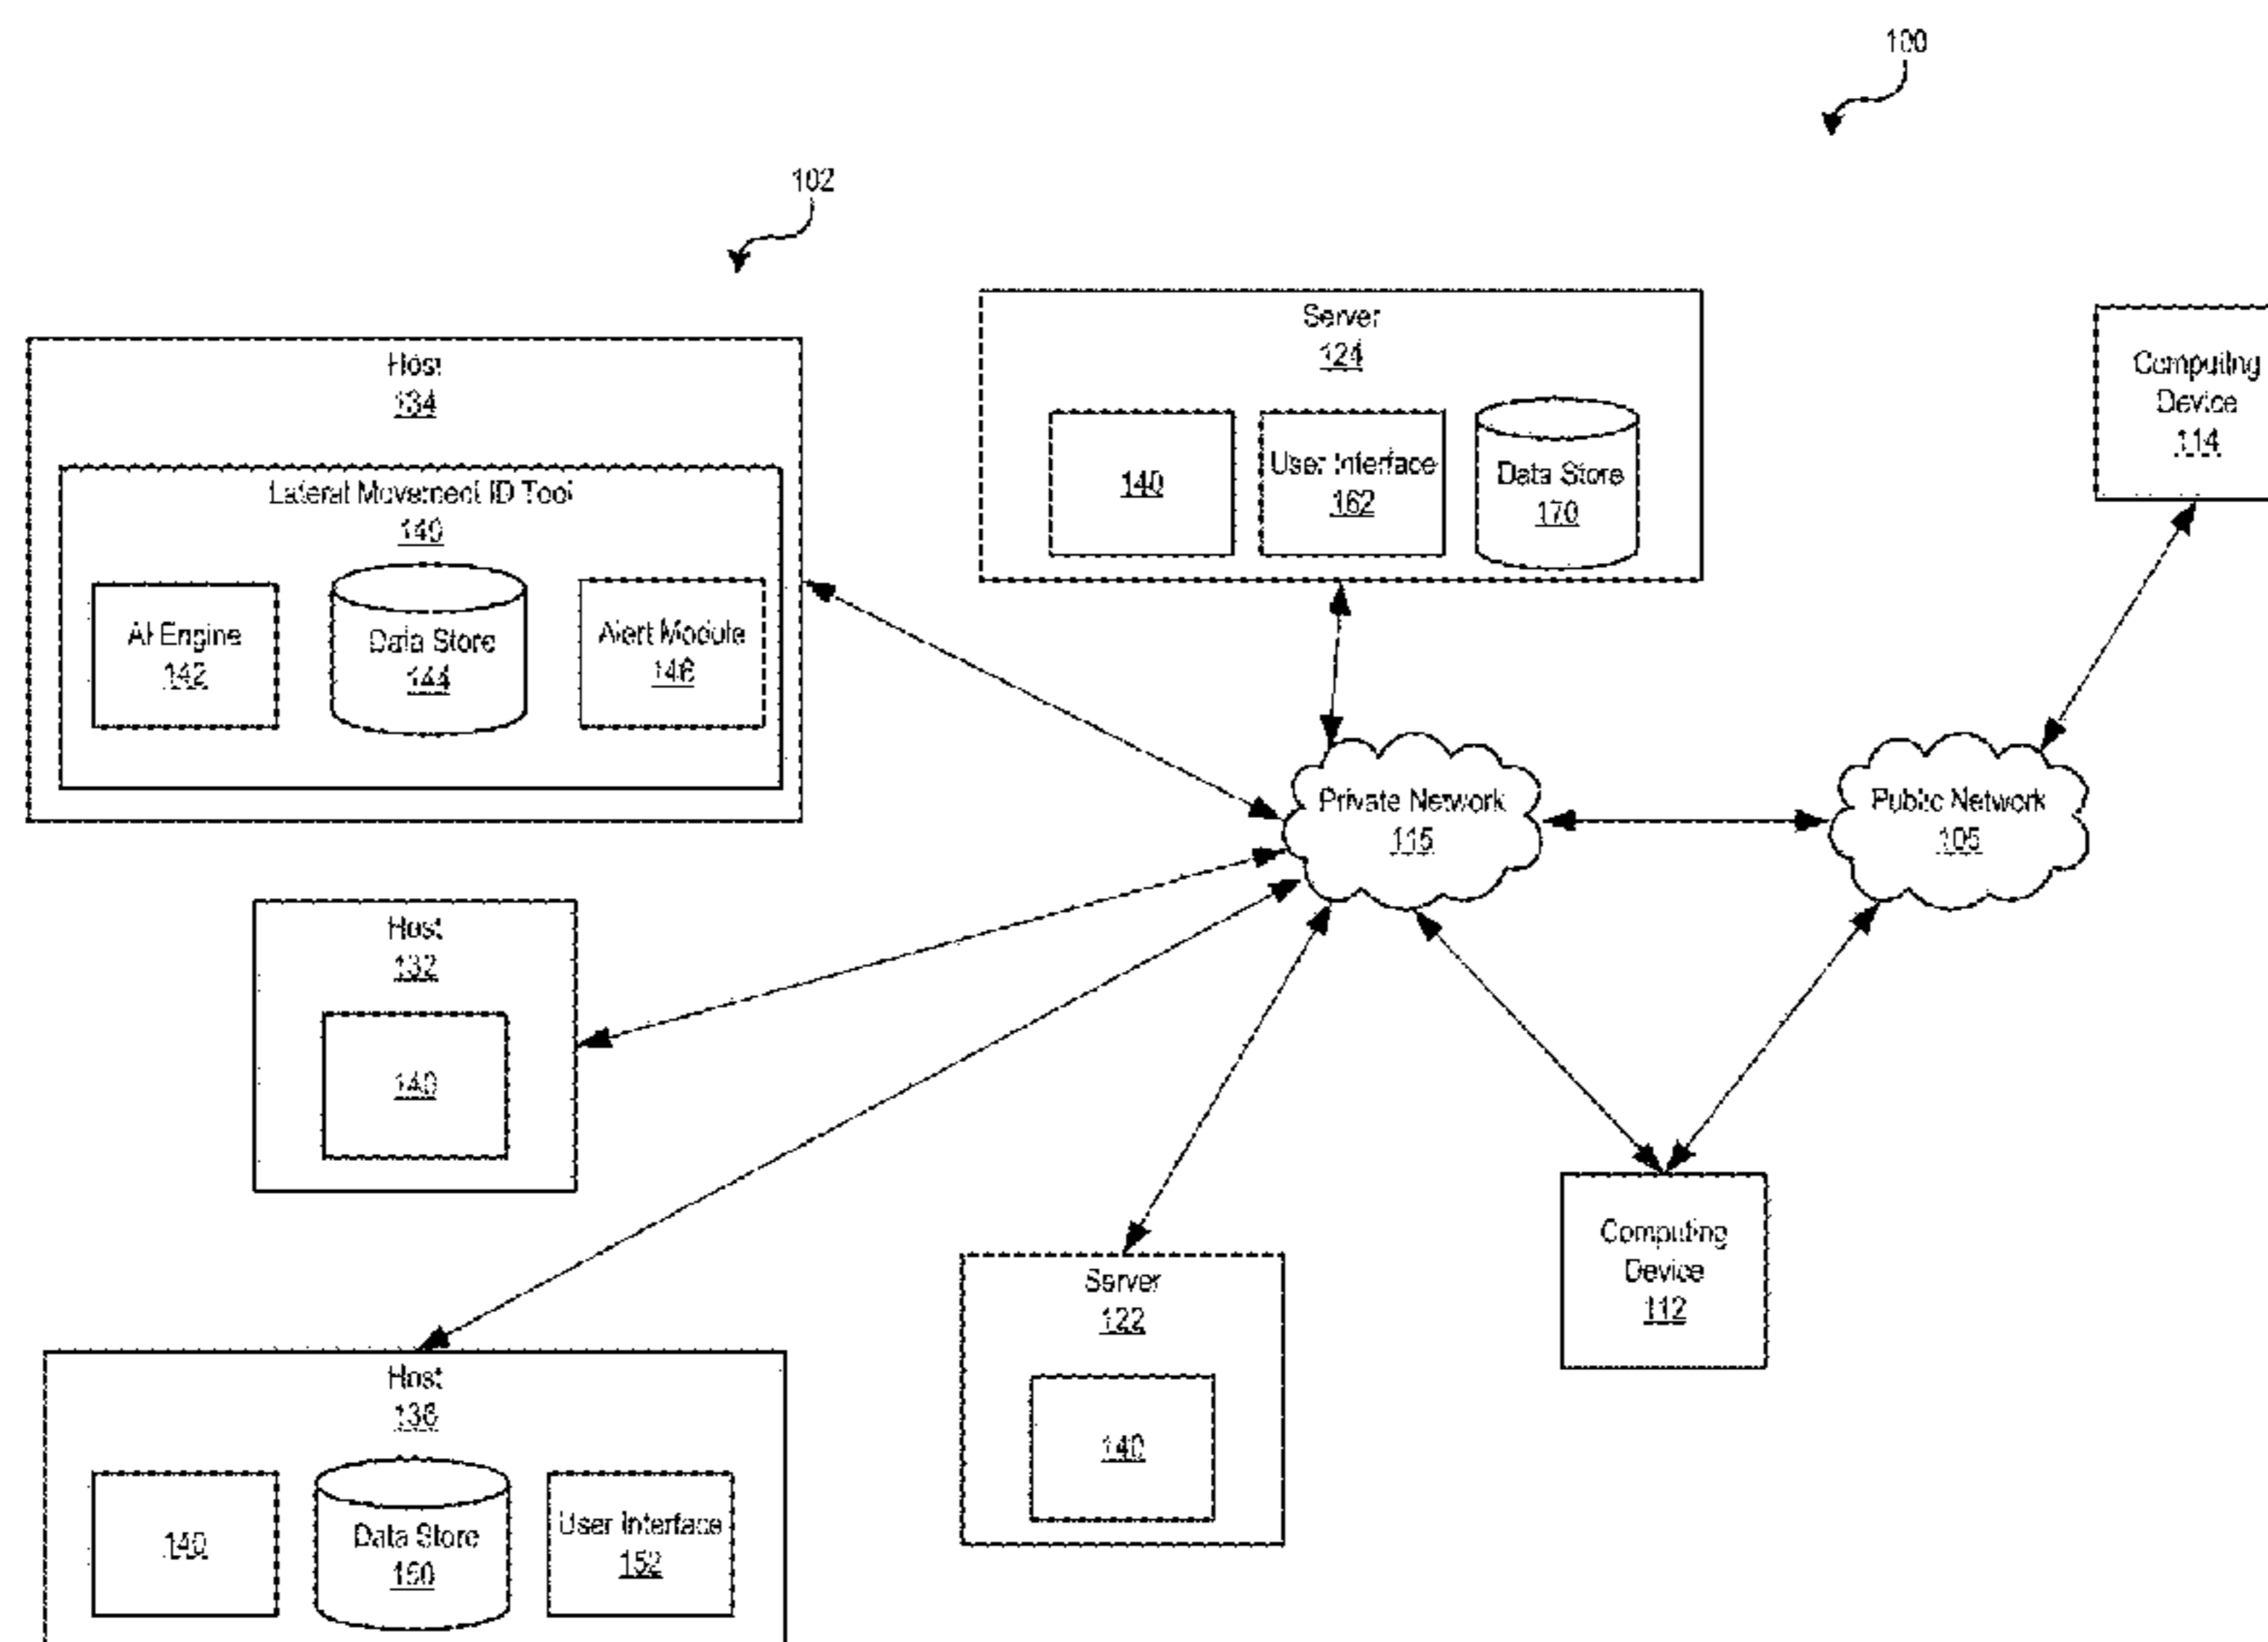 100
102
Host
134
Lateral Movement ID Tool
140
AI Engine
142
Data Store
144
Alert Module
146
Server
124
140
User Interface
162
Data Store
170
Computing
Device
114
Private Network
115
Public Network
105
Host
132
140
Computing
Device
112
Server
122
140
Host
136
140
Data Store
150
User Interface
152